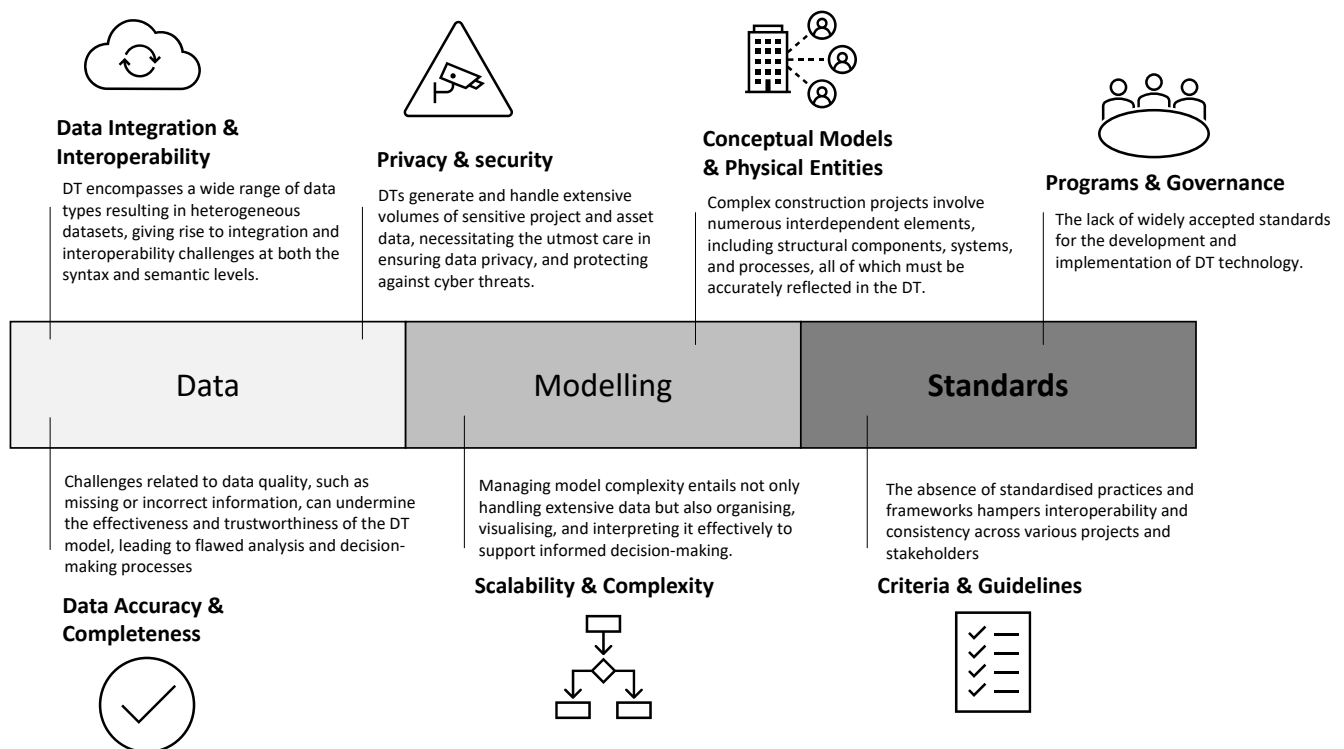 Data Integration &
Interoperability
DT encompasses a wide range of data
types resulting in heterogeneous
datasets, giving rise to integration and
interoperability challenges at both the
syntax and semantic levels.
Privacy & security
DTs generate and handle extensive
volumes of sensitive project and asset
data, necessitating the utmost care in
ensuring data privacy, and protecting
against cyber threats.
Conceptual Models
& Physical Entities
Complex construction projects involve
numerous interdependent elements,
including structural components, systems,
and processes, all of which must be
accurately reflected in the DT.
Programs & Governance
The lack of widely accepted standards
for the development and
implementation of DT technology.
Data
Modelling
Standards
Challenges related to data quality, such as
missing or incorrect information, can undermine
the effectiveness and trustworthiness of the DT
model, leading to flawed analysis and decision-
making processes
Data Accuracy &
Completeness
Managing model complexity entails not only
handling extensive data but also organising,
visualising, and interpreting it effectively to
support informed decision-making.
Scalability & Complexity
The absence of standardised practices and
frameworks hampers interoperability and
consistency across various projects and
stakeholders
Criteria & Guidelines